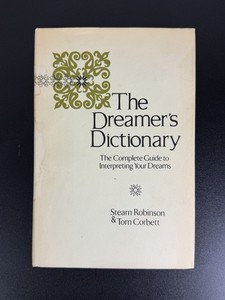 The
Dreamer's
Dictionary
The Complete Guide to
Interpreting Your Dreams
Stearn Robinson
& Tom Corbett